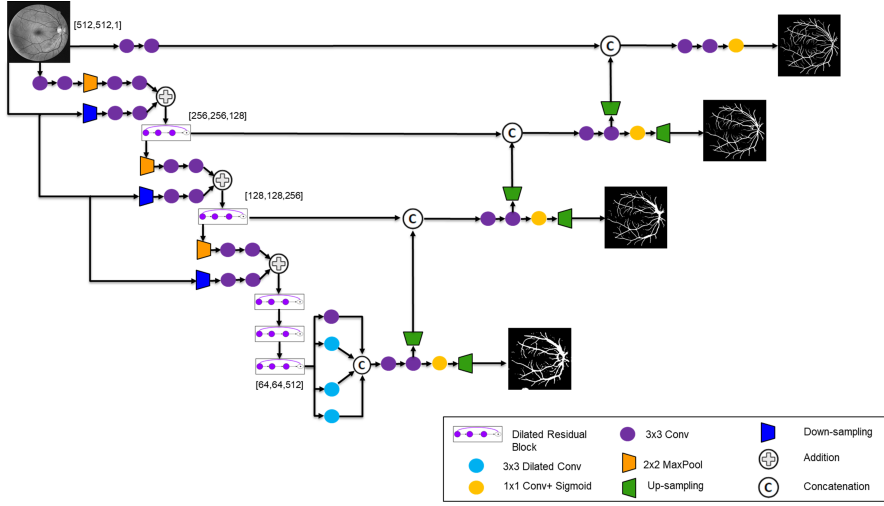 [512,512,1]
[256,256,128]
[128,128,256]
[64,64,512]
C
C
C
C
Dilated Residual
Block
3x3 Conv
Down-sampling
3x3 Dilated Conv
2x2 MaxPool
Addition
1x1 Conv+ Sigmoid
Up-sampling
C
Concatenation